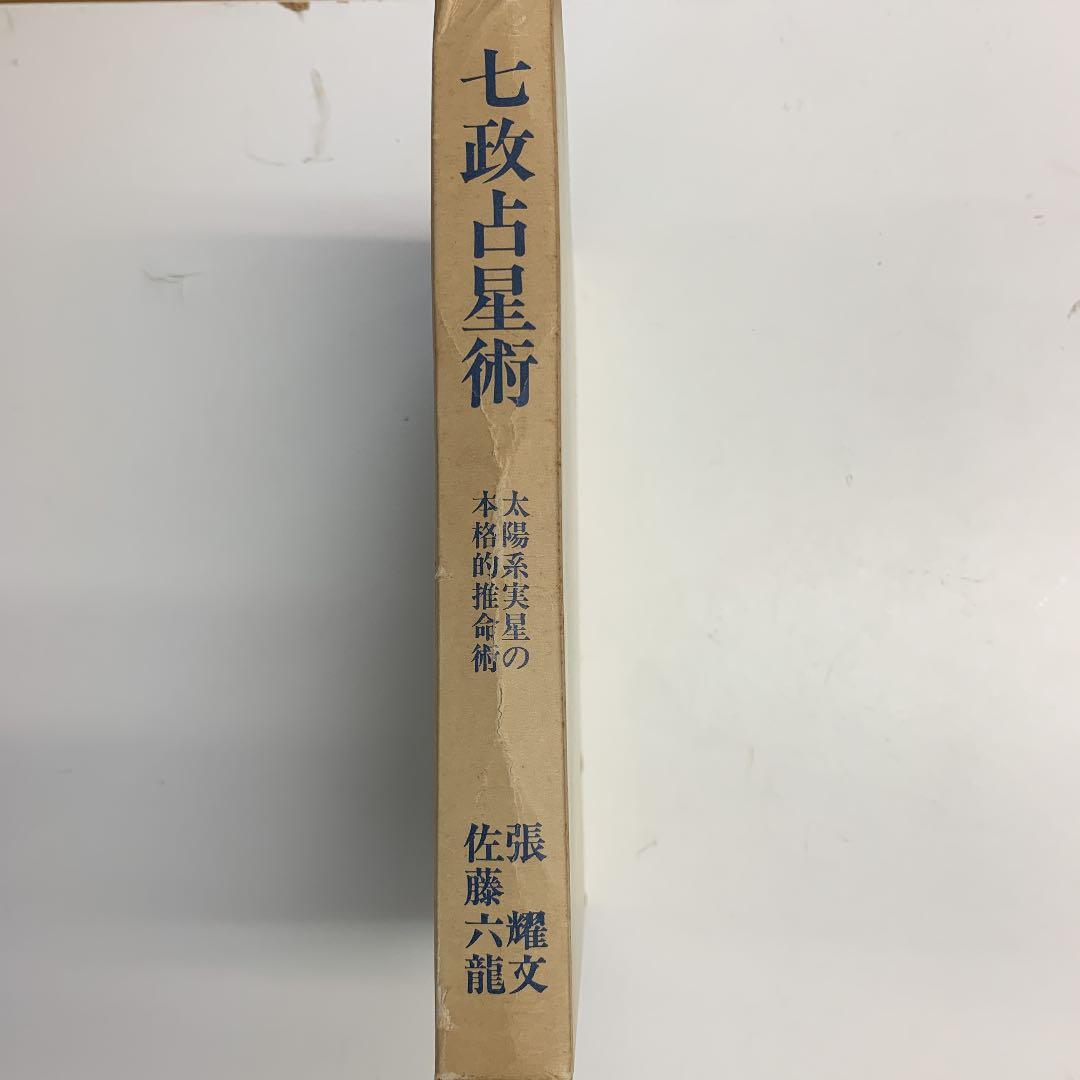 七政占星術
太陽系実星の
本格的推命術
張 耀文
佐藤六龍